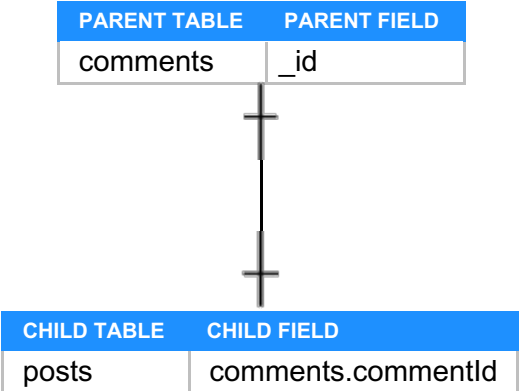 PARENT TABLE PARENT FIELD
comments _id
CHILD TABLE CHILD FIELD
posts comments.commentId